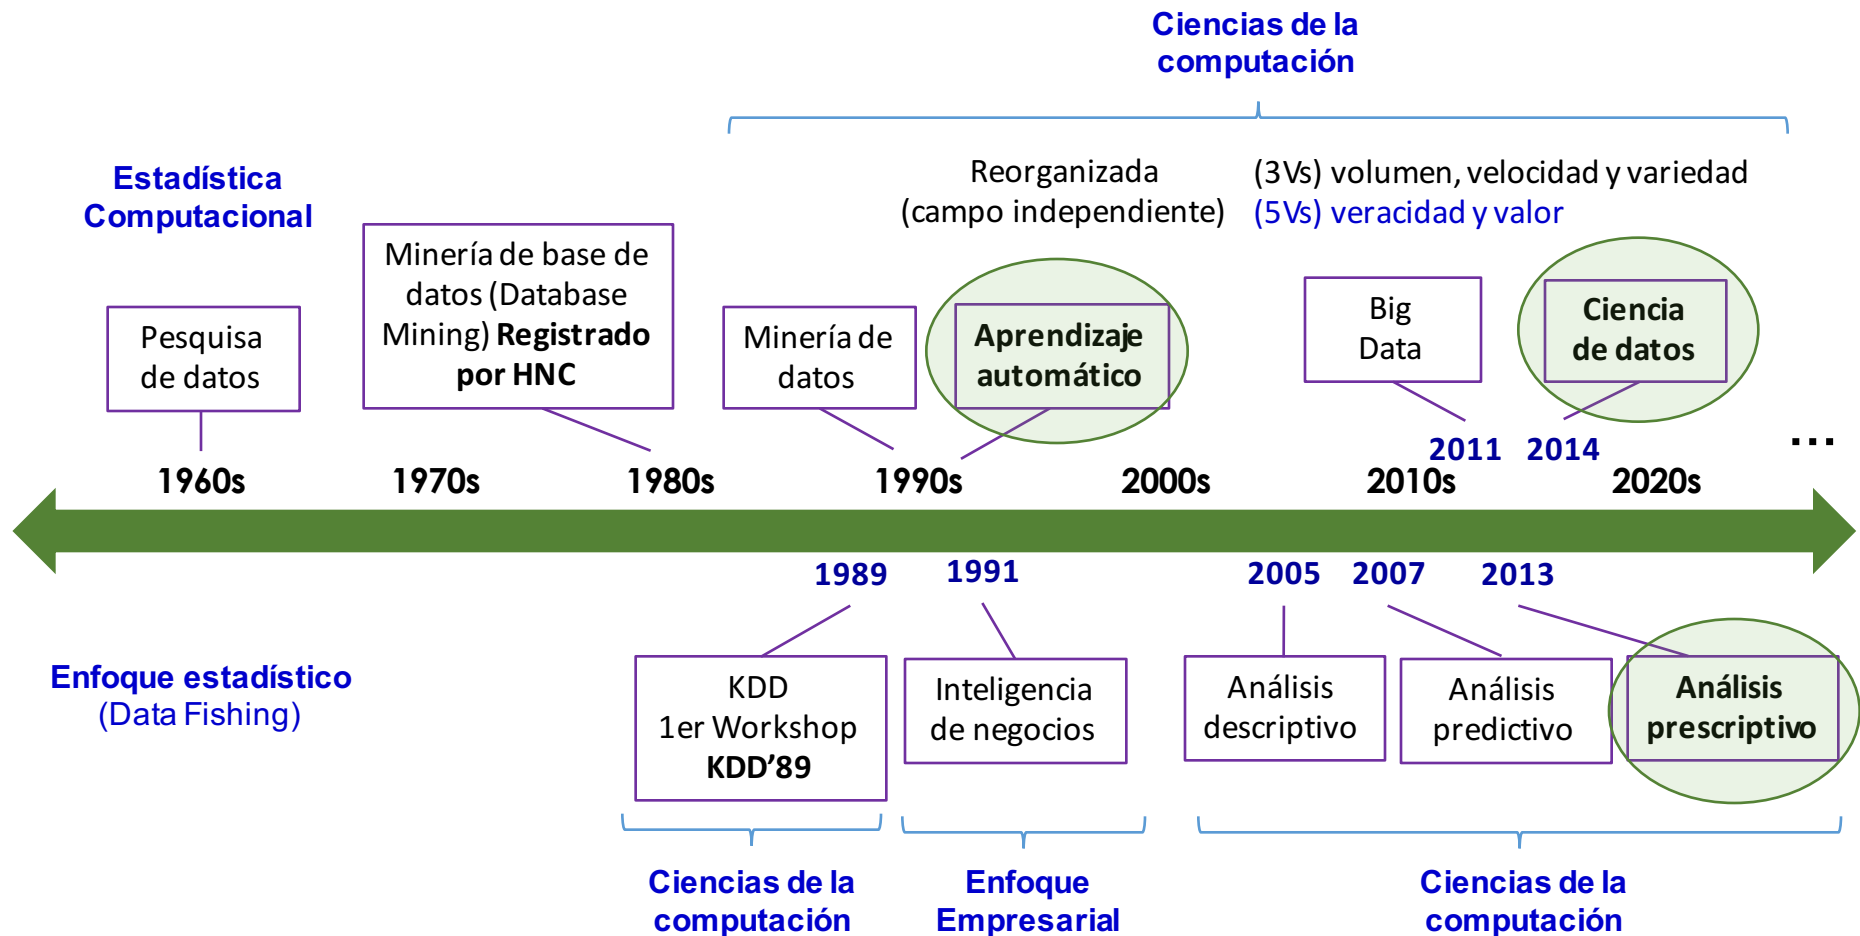 Ciencias de la
computación
Estadística
Computacional
Reorganizada
(campo independiente)
(3Vs) volumen, velocidad y variedad
(5Vs) veracidad y valor
Pesquisa
de datos
Minería de base de
datos (Database
Mining) Registrado
por HNC
Minería de
datos
Aprendizaje
automático
Big
Data
Ciencia
de datos
2011
2014
...
1960s
1970s
1980s
1990s
2000s
2010s
2020s
1989
1991
2005
2007
2013
Enfoque estadístico
(Data Fishing)
KDD
1er Workshop
KDD’89
Inteligencia
de negocios
Análisis
descriptivo
Análisis
predictivo
Análisis
prescriptivo
Ciencias de la
computación
Enfoque
Empresarial
Ciencias de la
computación